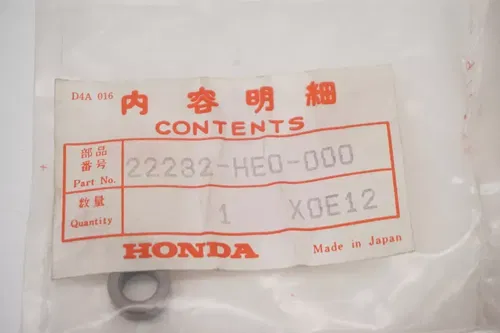 D4A 016
内容明細
CONTENTS
部品
番号
Part No.
22232-HE0-000
数量
Quantity
1 X0E12
HONDA
Made in Japan